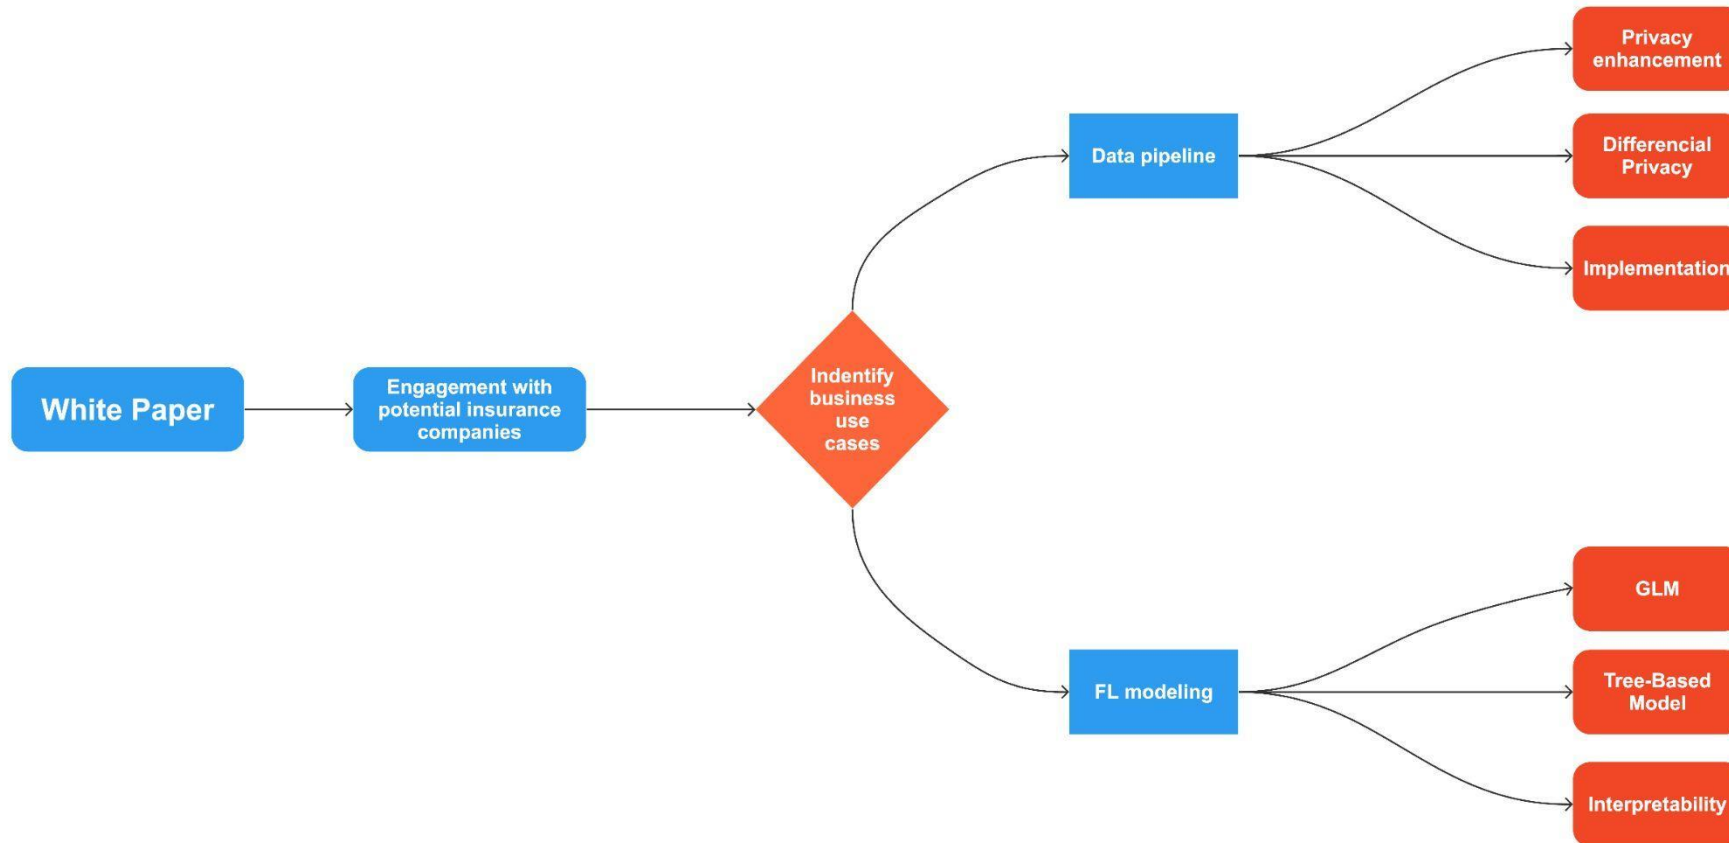 White Paper
Engagement with
potential insurance
companies
Indentify
business
use
cases
Data pipeline
Privacy
enhancement
Differencial
Privacy
Implementation
FL modeling
GLM
Tree-Based
Model
Interpretability